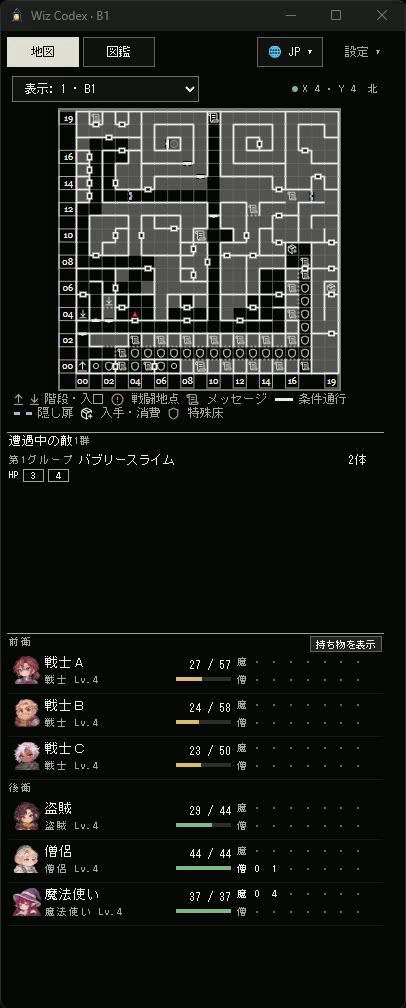 Wiz Codex · B1
地図 図鑑 JP ▾ 設定 ▾
表示: 1 · B1 X 4 · Y 4 北
19
16
14
12
10
08
06
04
02
00
00 02 04 06 08 10 12 14 16 19
階段・入口 戦闘地点 メッセージ 条件通行
隠し扉 入手・消費 特殊床
遭遇中の敵1群
第1グループ バブリースライム 2体
HP 3 4
前衛 持ち物を表示
戦士A 27 / 57 魔 · · · · · · ·
戦士 Lv.4 僧 · · · · · · ·
戦士B 24 / 58 魔 · · · · · · ·
戦士 Lv.4 僧 · · · · · · ·
戦士C 23 / 50 魔 · · · · · · ·
戦士 Lv.4 僧 · · · · · · ·
後衛
盗賊 29 / 44 魔 · · · · · · ·
盗賊 Lv.4 僧 · · · · · · ·
僧侶 44 / 44 魔 · · · · · · ·
僧侶 Lv.4 僧 0 1 · · · · ·
魔法使い 37 / 37 魔 0 4 · · · · ·
魔法使い Lv.4 僧 · · · · · · ·